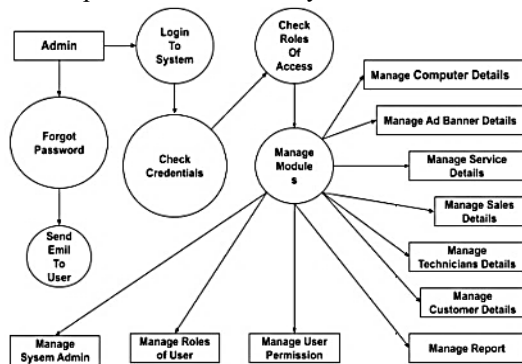 Admin
Login
To
System
Check
Roles
Of
Access
Forgot
Password
Check
Credentials
Manage
Module
s
Send
Emil
To
User
Manage Computer Details
Manage Ad Banner Details
Manage Service
Details
Manage Sales
Details
Manage
Technicians Details
Manage
Customer Details
Manage Report
Manage
Sysem Admin
Manage Roles
of User
Manage User
Permission